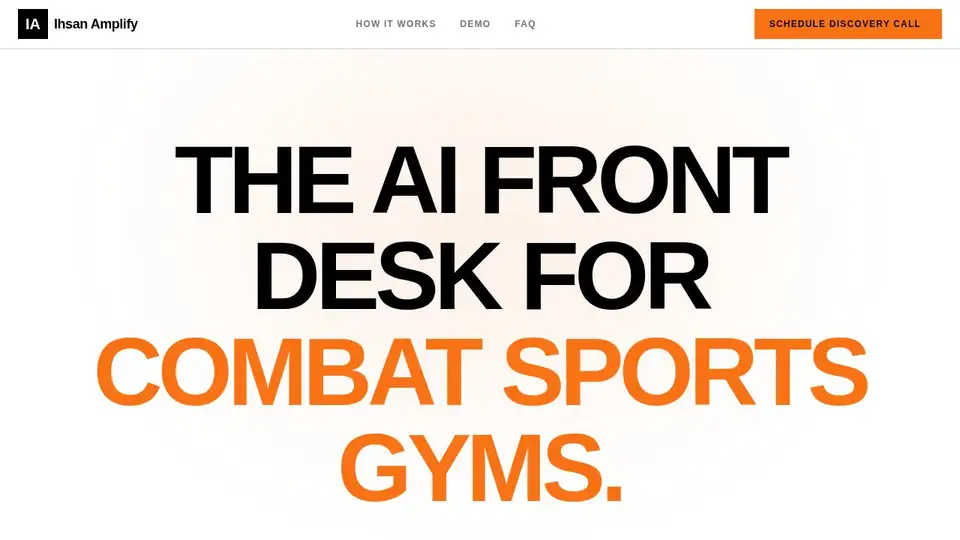 IA Ihsan Amplify
HOW IT WORKS DEMO FAQ
SCHEDULE DISCOVERY CALL
THE AI FRONT
DESK FOR
COMBAT SPORTS
GYMS.